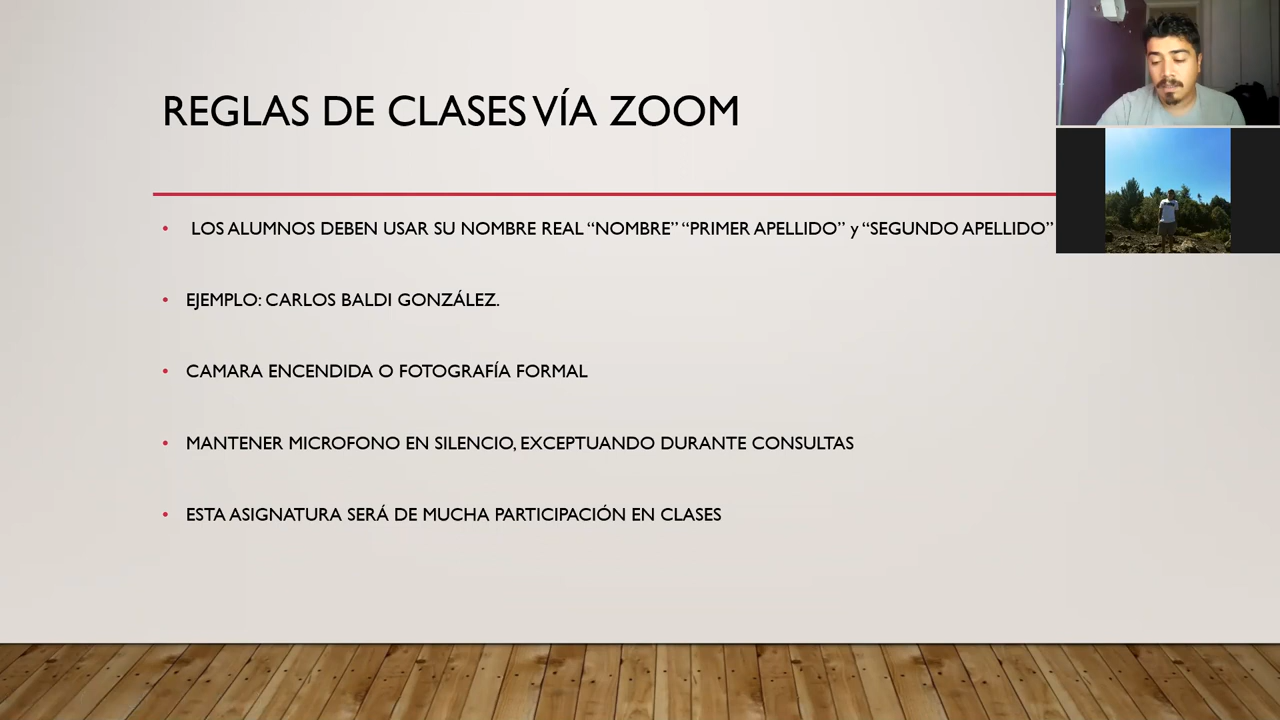 REGLAS DE CLASES VÍA ZOOM
LOS ALUMNOS DEBEN USAR SU NOMBRE REAL “NOMBRE” “PRIMER APELLIDO” y “SEGUNDO APELLIDO”
EJEMPLO: CARLOS BALDI GONZÁLEZ.
CAMARA ENCENDIDA O FOTOGRAFÍA FORMAL
MANTENER MICROFONO EN SILENCIO, EXCEPTUANDO DURANTE CONSULTAS
ESTA ASIGNATURA SERÁ DE MUCHA PARTICIPACIÓN EN CLASES